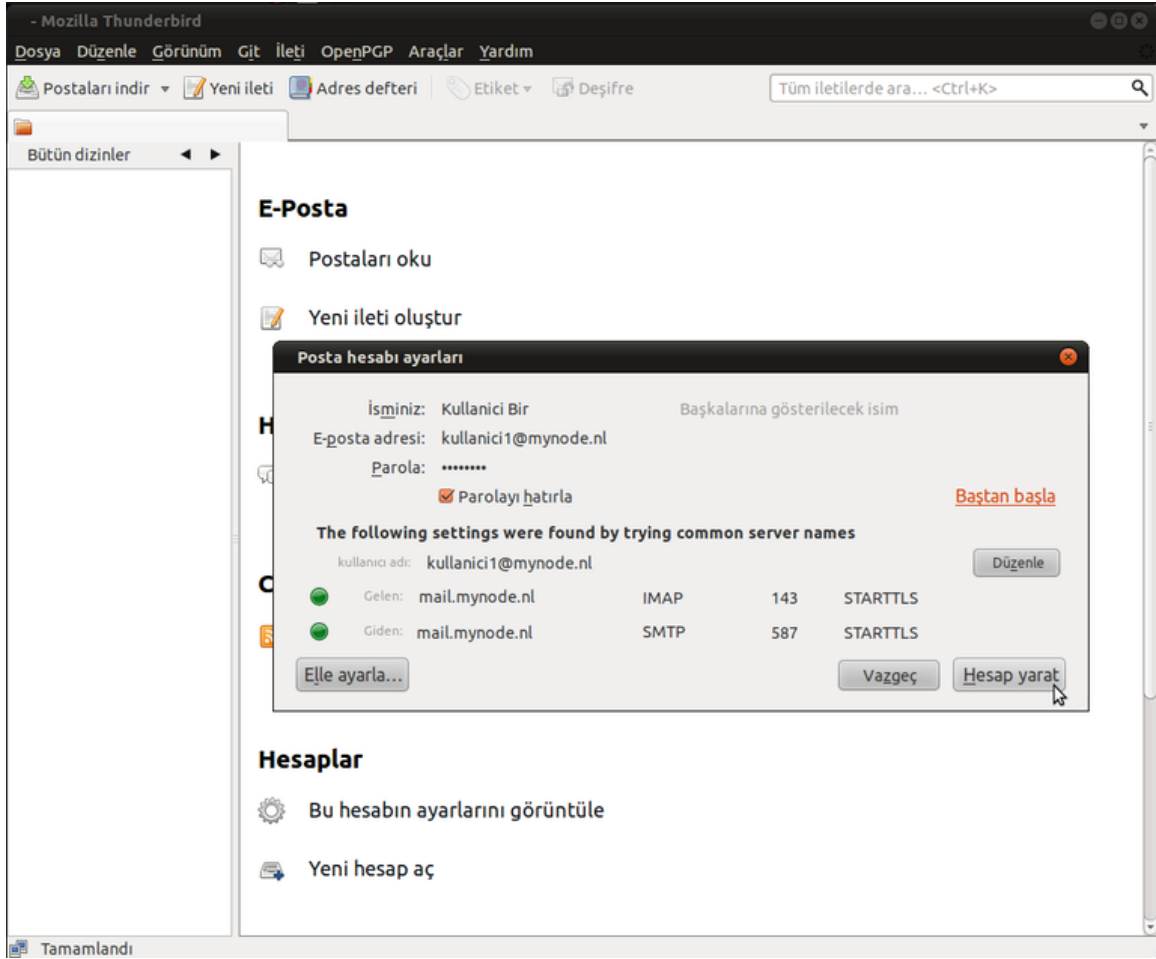 - Mozilla Thunderbird
Dosya Düzenle Görünüm Git İleti OpenPGP Araçlar Yardım
Postaları indir Yeni ileti Adres defteri Etiket Deşifre Tüm iletilerde ara... <Ctrl+K>
Bütün dizinler
E-Posta
Postaları oku
Yeni ileti oluştur
Posta hesabı ayarları
İsminiz: Kullanici Bir Başkalarına gösterilecek isim
H
E-posta adresi: kullanici1@mynode.nl
Parola: ••••••••
Parolayı hatırla Baştan başla
The following settings were found by trying common server names
kullanıcı adı: kullanici1@mynode.nl Düzenle
C
Gelen: mail.mynode.nl IMAP 143 STARTTLS
Giden: mail.mynode.nl SMTP 587 STARTTLS
Elle ayarla... Vazgeç Hesap yarat
Hesaplar
Bu hesabın ayarlarını görüntüle
Yeni hesap aç
Tamamlandı